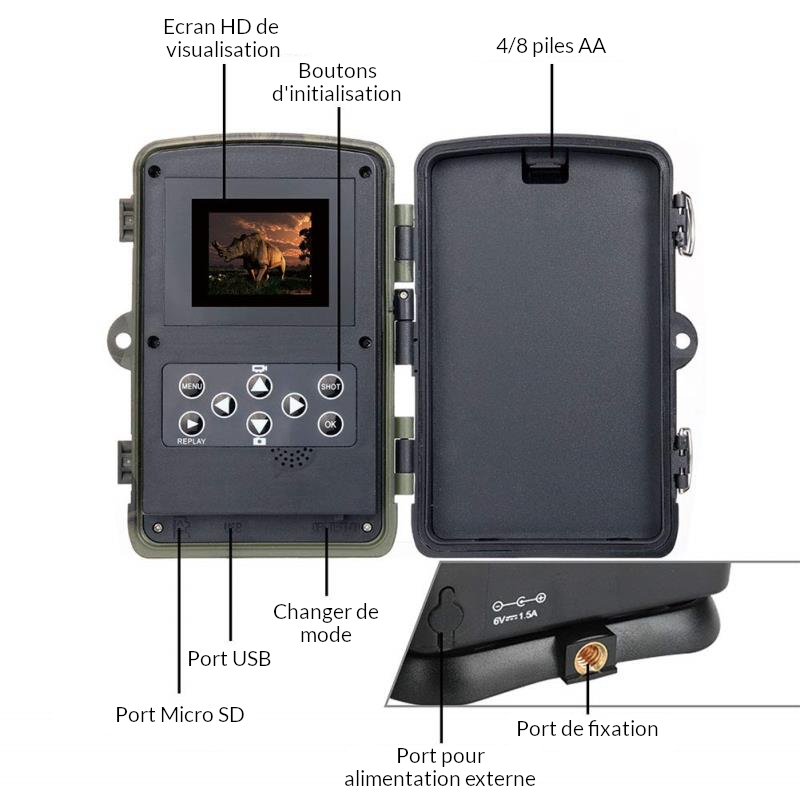 Ecran HD de
visualisation
Boutons
d'initialisation
4/8 piles AA
MENU
SHOT
OK
REPLAY
USB
6V 1.5A
Changer de
mode
Port USB
Port Micro SD
Port de fixation
Port pour
alimentation externe